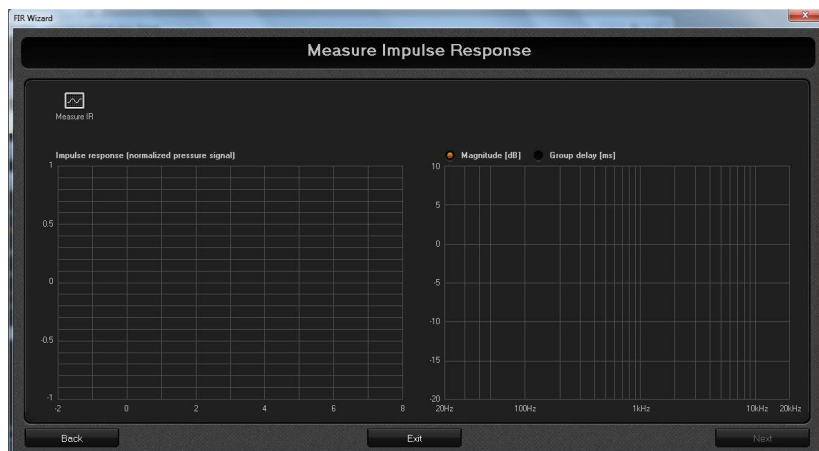 FIR Wizard
Measure Impulse Response
Measure IR
Impulse response (normalized pressure signal)
1
0.5
0
-0.5
-1
-2 0 2 4 6 8
Magnitude [dB] Group delay [ms]
10
5
0
-5
-10
-15
-20
20Hz 100Hz 1kHz 10kHz 20kHz
Back Exit Next